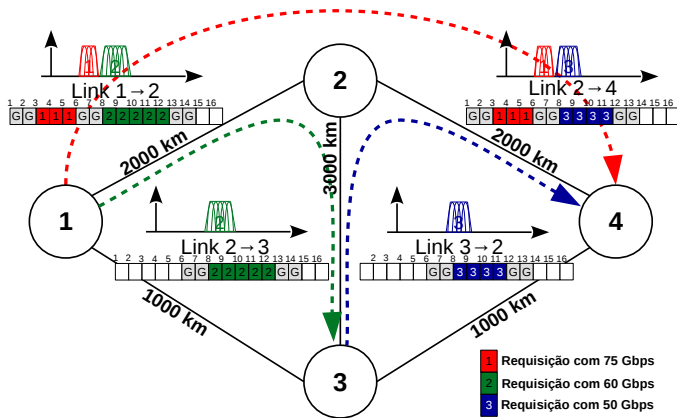 1 2
1 3
Link 1→2
Link 2→4
1 2 3 4 5 6 7 8 9 10 11 12 13 14 15 16
G G 1 1 1 G G 2 2 2 2 2 G G
1 2 3 4 5 6 7 8 9 10 11 12 13 14 15 16
G G 1 1 1 G G 3 3 3 3 G G
2
2000 km
3000 km
2000 km
1
4
2
Link 2→3
1 2 3 4 5 6 7 8 9 10 11 12 13 14 15 16
G G 2 2 2 2 2 G G
3
Link 3→2
2 3 4 5 6 7 8 9 10 11 12 13 14 15 16
G G 3 3 3 3 G G
1000 km
1000 km
3
1 Requisição com 75 Gbps
2 Requisição com 60 Gbps
3 Requisição com 50 Gbps